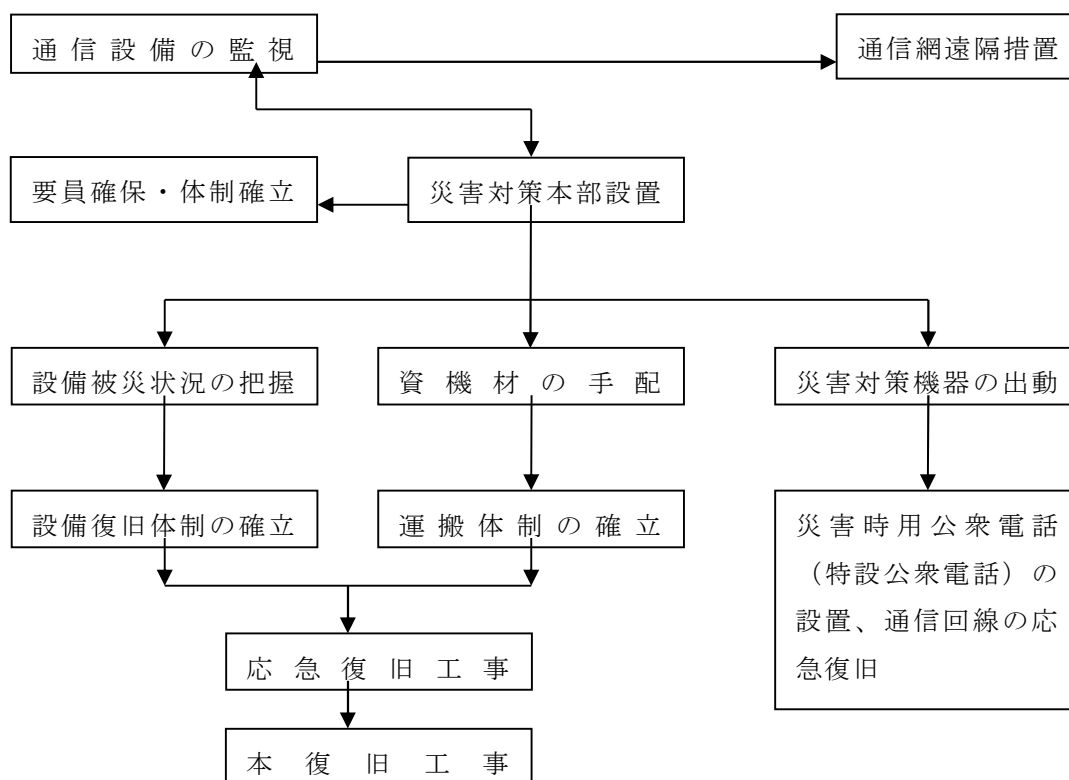 通信設備の監視
通信網遠隔措置
要員確保・体制確立
災害対策本部設置
設備被災状況の把握
資機材の手配
災害対策機器の出動
設備復旧体制の確立
運搬体制の確立
災害時用公衆電話
（特設公衆電話）の
設置、通信回線の応
急復旧
応急復旧工事
本復旧工事